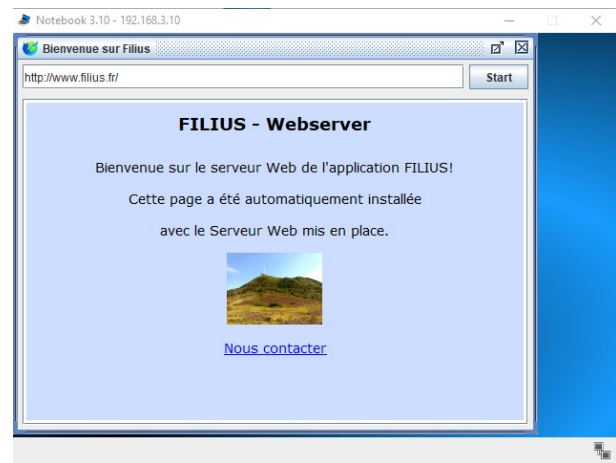 Notebook 3.10 - 192.168.3.10
Bienvenue sur Filius
http://www.filius.fr/
Start
FILIUS - Webserver
Bienvenue sur le serveur Web de l'application FILIUS!
Cette page a été automatiquement installée
avec le Serveur Web mis en place.
Nous contacter